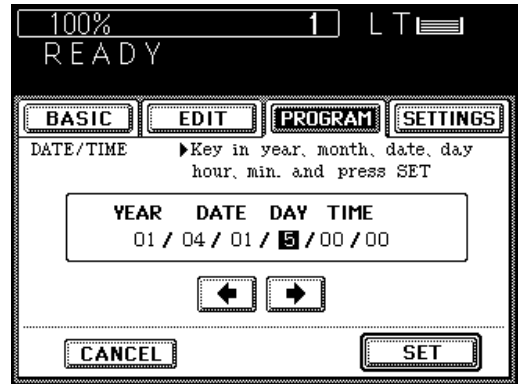 100% 1 LT
READY
BASIC EDIT PROGRAM SETTINGS
DATE/TIME ▶Key in year, month, date, day
hour, min. and press SET
YEAR DATE DAY TIME
01 / 04 / 01 / 5 / 00 / 00
CANCEL SET